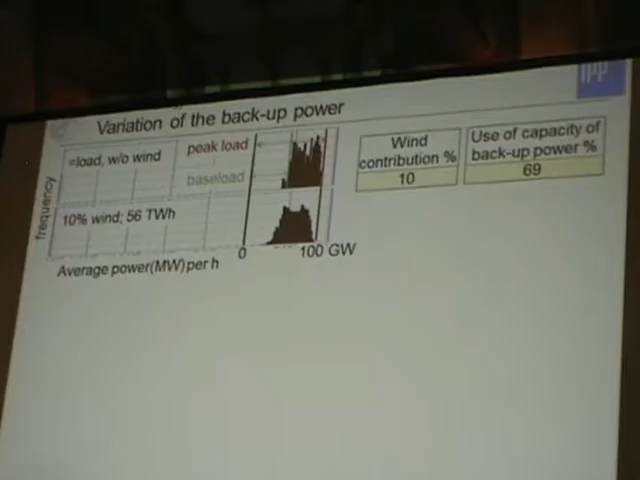 ipp
Variation of the back-up power
=load, w/o wind
peak load
baseload
frequency
10% wind; 56 TWh
0
100 GW
Average power(MW) per h
Wind
contribution %
10
Use of capacity of
back-up power %
69